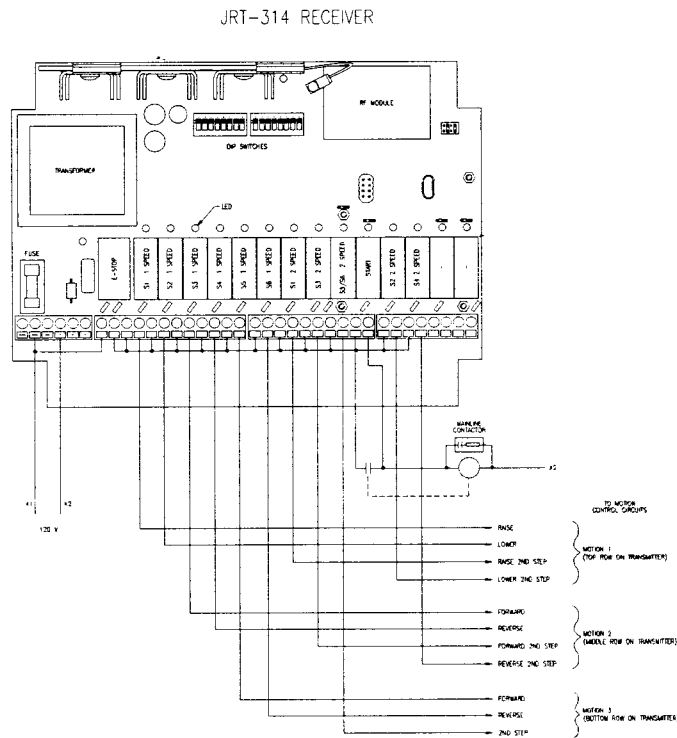 JRT-314 RECEIVER
RF MODULE
DIP SWITCHES
TRANSFORMER
LED
FUSE
E-STOP
S1 1 SPEED
S2 1 SPEED
S3 1 SPEED
S4 1 SPEED
S5 1 SPEED
S6 1 SPEED
S1 2 SPEED
S3 2 SPEED
S5/S6 2 SPEED
START
S2 2 SPEED
S4 2 SPEED
MAINLINE
CONTACTOR
X2
X1
X2
120 V
TO MOTION
CONTROL CIRCUITS
RAISE
LOWER
RAISE 2ND STEP
LOWER 2ND STEP
MOTION 1
(TOP ROW ON TRANSMITTER)
FORWARD
REVERSE
FORWARD 2ND STEP
REVERSE 2ND STEP
MOTION 2
(MIDDLE ROW ON TRANSMITTER)
FORWARD
REVERSE
2ND STEP
MOTION 3
(BOTTOM ROW ON TRANSMITTER